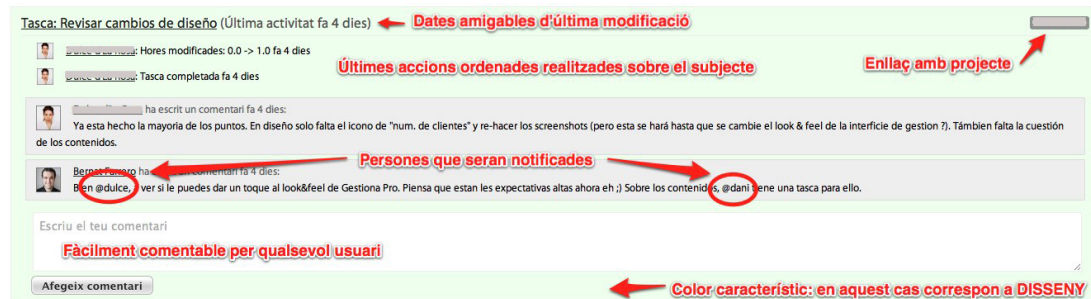 Tasca: Revisar cambios de diseño (Última activitat fa 4 dies) Dates amigables d'última modificació
: Hores modificades: 0.0 -> 1.0 fa 4 dies
Enllaç amb projecte
Últimes accions ordenades realitzades sobre el subjecte
: Tasca completada fa 4 dies
ha escrit un comentari fa 4 dies:
Ya esta hecho la mayoria de los puntos. En diseño solo falta el icono de "num. de clientes" y re-hacer los screenshots (pero esta se hará hasta que se cambie el look & feel de la interficie de gestion ?). Támbien falta la cuestión
de los contenidos.
Persones que seran notificades
Bernat Farrero ha un comentari fa 4 dies:
Bien @dulce, a ver si le puedes dar un toque al look&feel de Gestiona Pro. Piensa que estan les expectativas altas ahora eh ;) Sobre los contenidos, @dani tiene una tasca para ello.
Escriu el teu comentari
Fàcilment comentable per qualsevol usuari
Afegeix comentari
Color característic: en aquest cas correspon a DISSENY